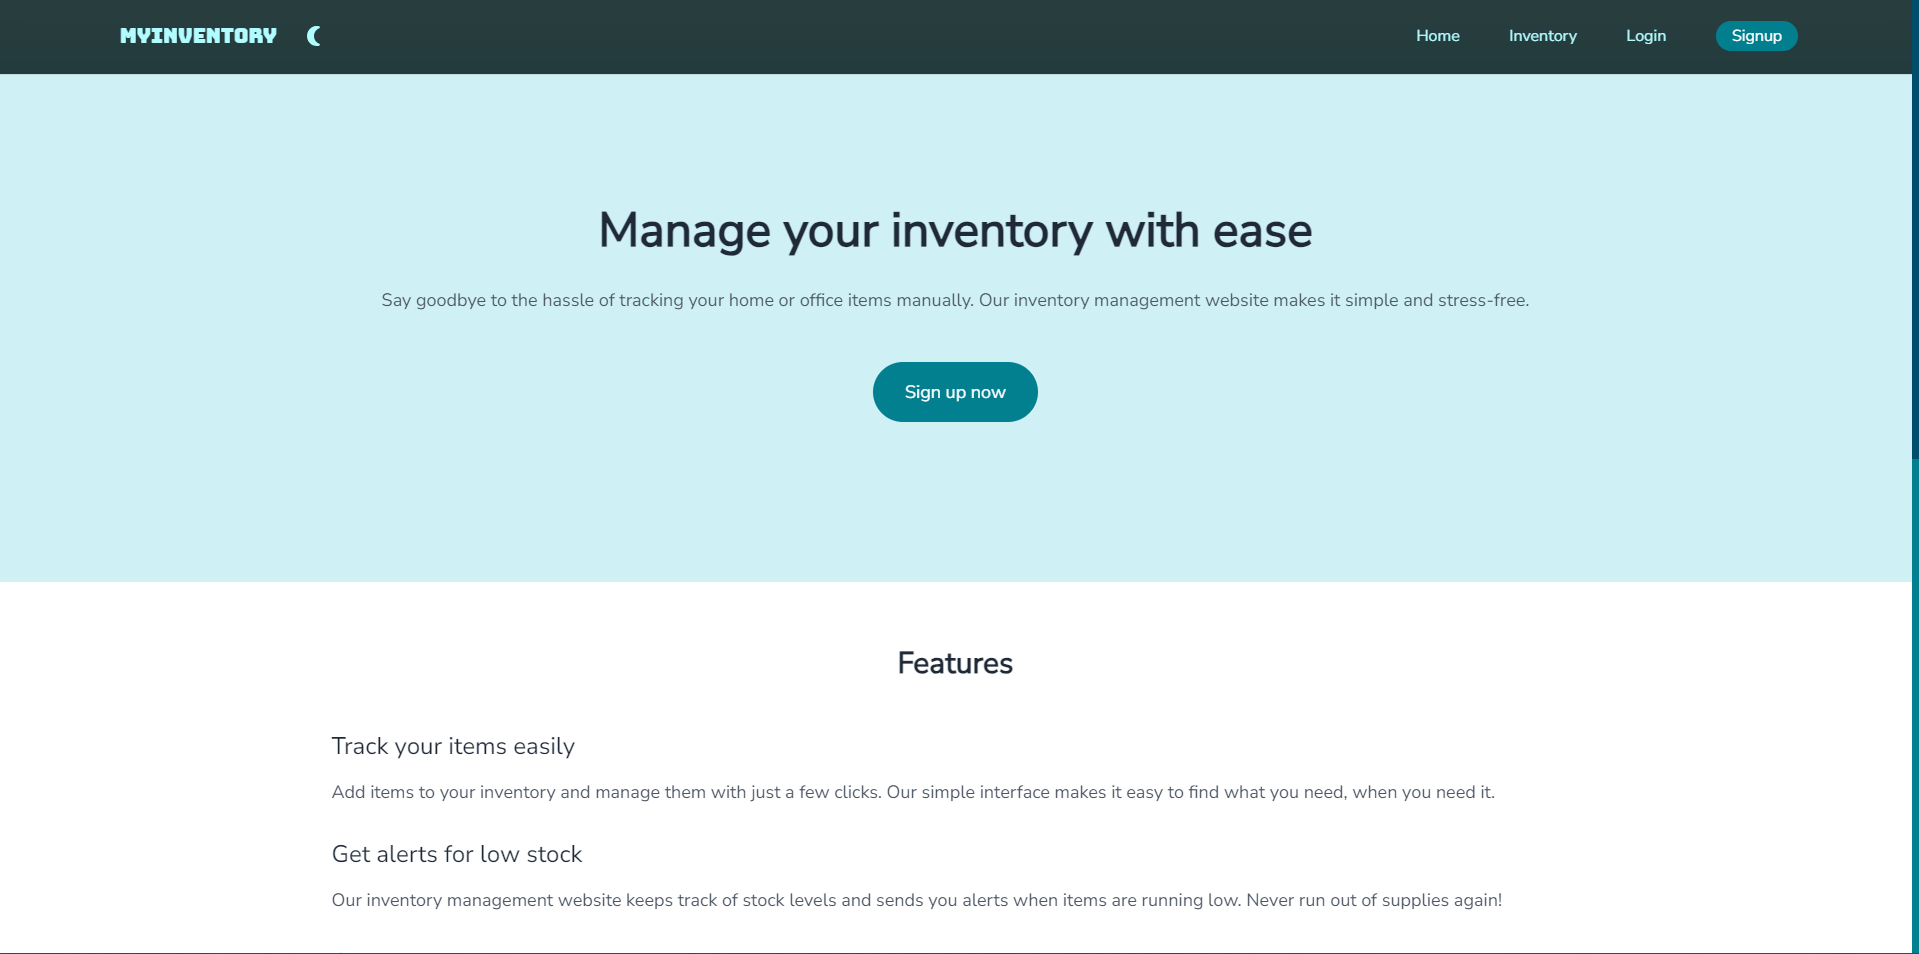 MYINVENTORY
Home Inventory Login Signup
Manage your inventory with ease
Say goodbye to the hassle of tracking your home or office items manually. Our inventory management website makes it simple and stress-free.
Sign up now
Features
Track your items easily
Add items to your inventory and manage them with just a few clicks. Our simple interface makes it easy to find what you need, when you need it.
Get alerts for low stock
Our inventory management website keeps track of stock levels and sends you alerts when items are running low. Never run out of supplies again!